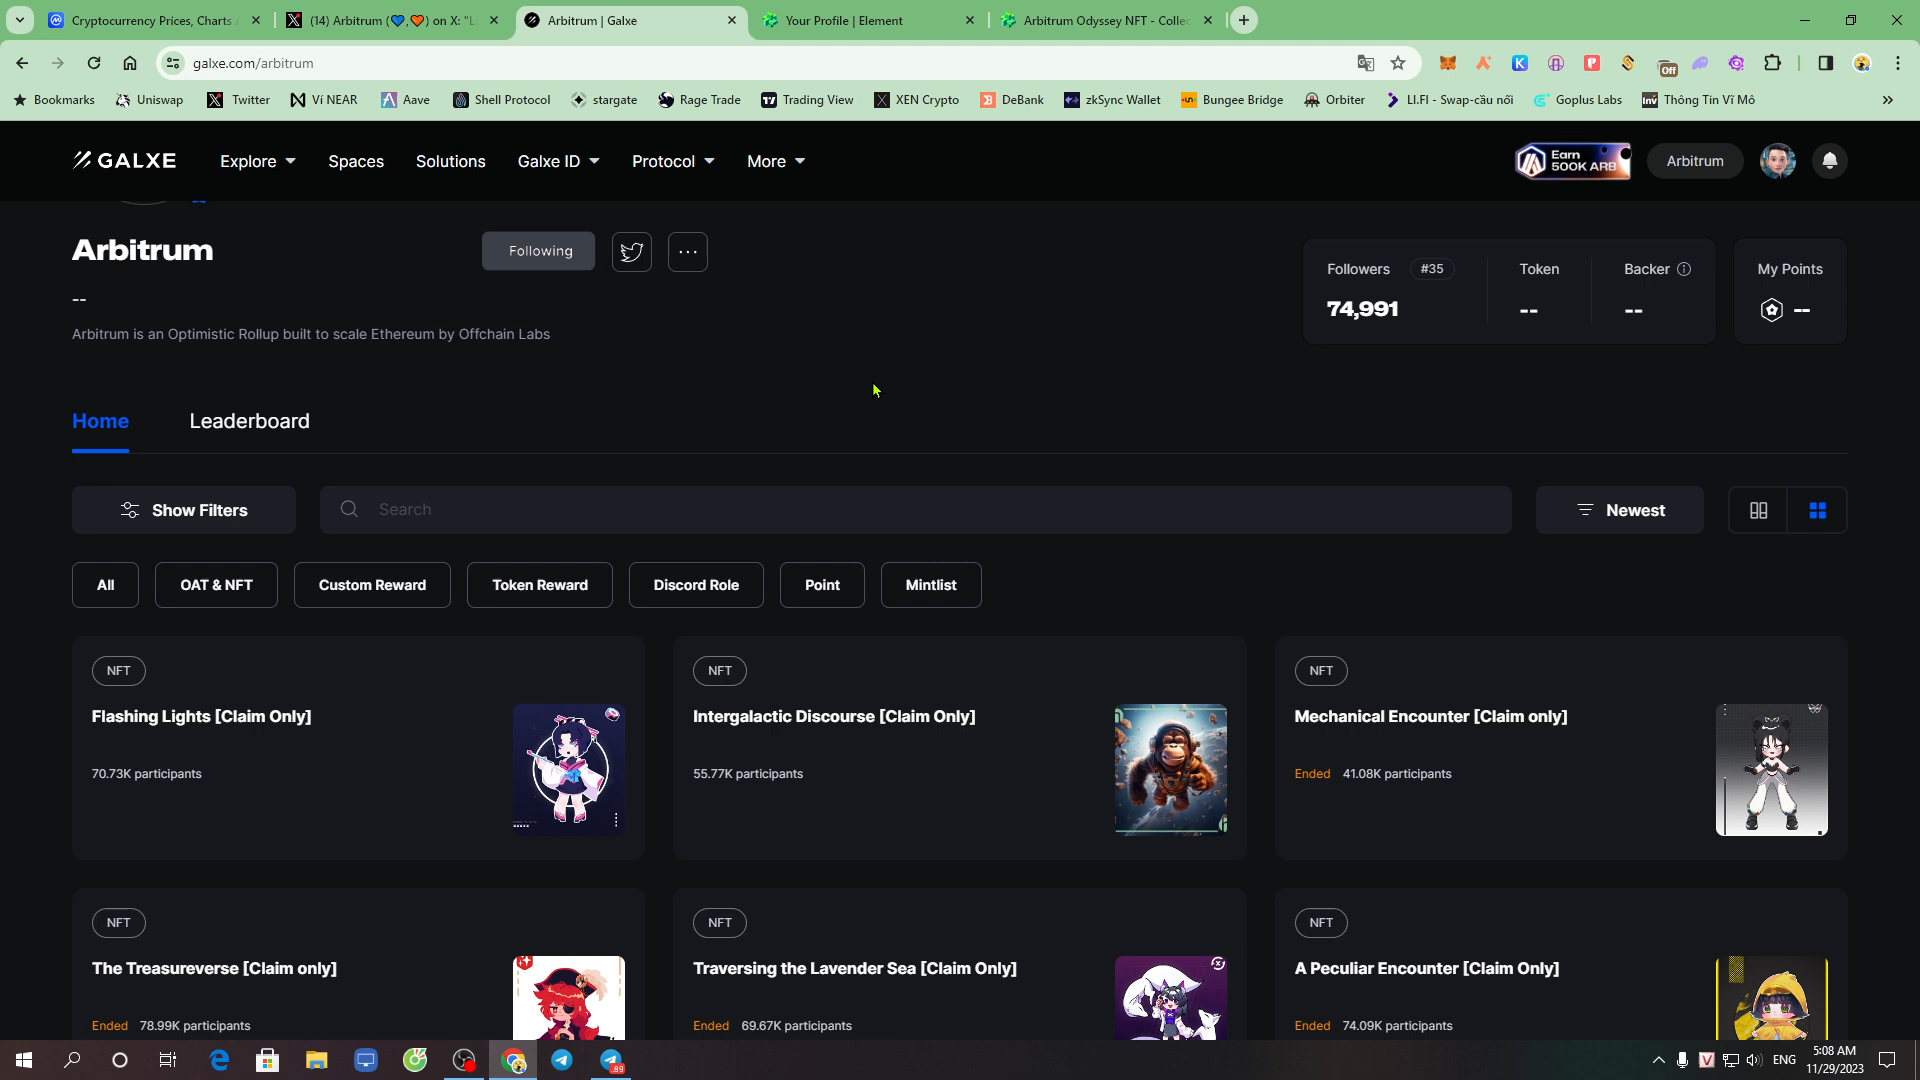 Cryptocurrency Prices, Charts
(14) Arbitrum (💙,🧡) on X: "L
Arbitrum | Galxe
Your Profile | Element
Arbitrum Odyssey NFT - Collec
galxe.com/arbitrum
Off
Bookmarks
Uniswap
Twitter
Ví NEAR
Aave
Shell Protocol
stargate
Rage Trade
Trading View
XEN Crypto
DeBank
zkSync Wallet
Bungee Bridge
Orbiter
LI.FI - Swap-cầu nối
Goplus Labs
Thông Tin Vĩ Mô
GALXE
Explore
Spaces
Solutions
Galxe ID
Protocol
More
Earn
500K ARB
Arbitrum
Arbitrum
Following
...
--
Arbitrum is an Optimistic Rollup built to scale Ethereum by Offchain Labs
Followers #35
74,991
Token
--
Backer
--
My Points
--
Home
Leaderboard
Show Filters
Search
Newest
All
OAT & NFT
Custom Reward
Token Reward
Discord Role
Point
Mintlist
NFT
Flashing Lights [Claim Only]
70.73K participants
NFT
Intergalactic Discourse [Claim Only]
55.77K participants
NFT
Mechanical Encounter [Claim only]
Ended 41.08K participants
NFT
The Treasureverse [Claim only]
Ended 78.99K participants
NFT
Traversing the Lavender Sea [Claim Only]
Ended 69.67K participants
NFT
A Peculiar Encounter [Claim Only]
Ended 74.09K participants
89
ENG
5:08 AM
11/29/2023